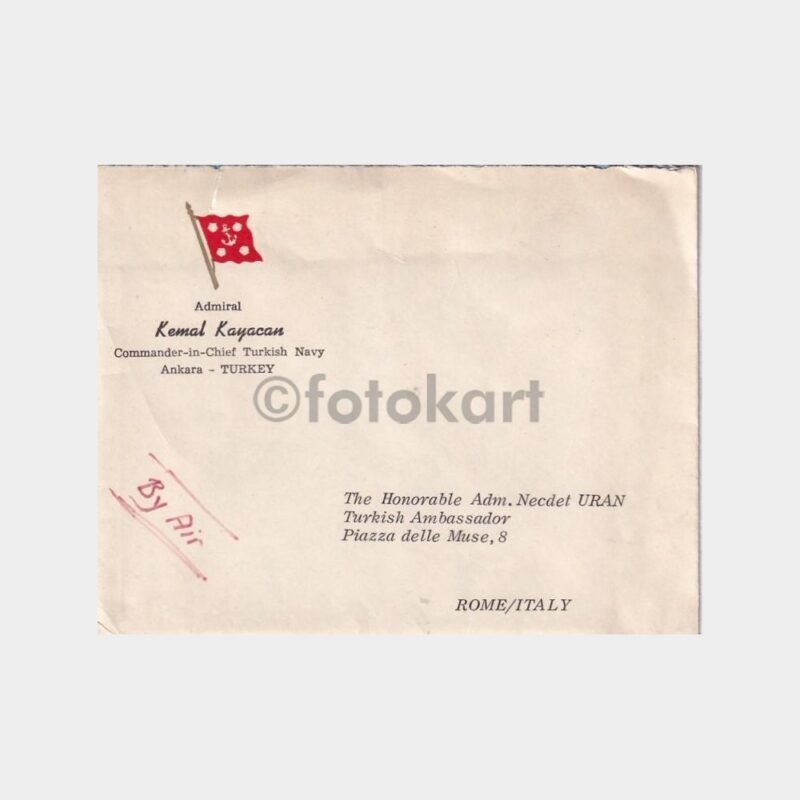 Admiral
Kemal Kayacan
Commander-in-Chief Turkish Navy
Ankara - TURKEY
©fotokart
By Air
The Honorable Adm. Necdet URAN
Turkish Ambassador
Piazza delle Muse, 8
ROME/ITALY